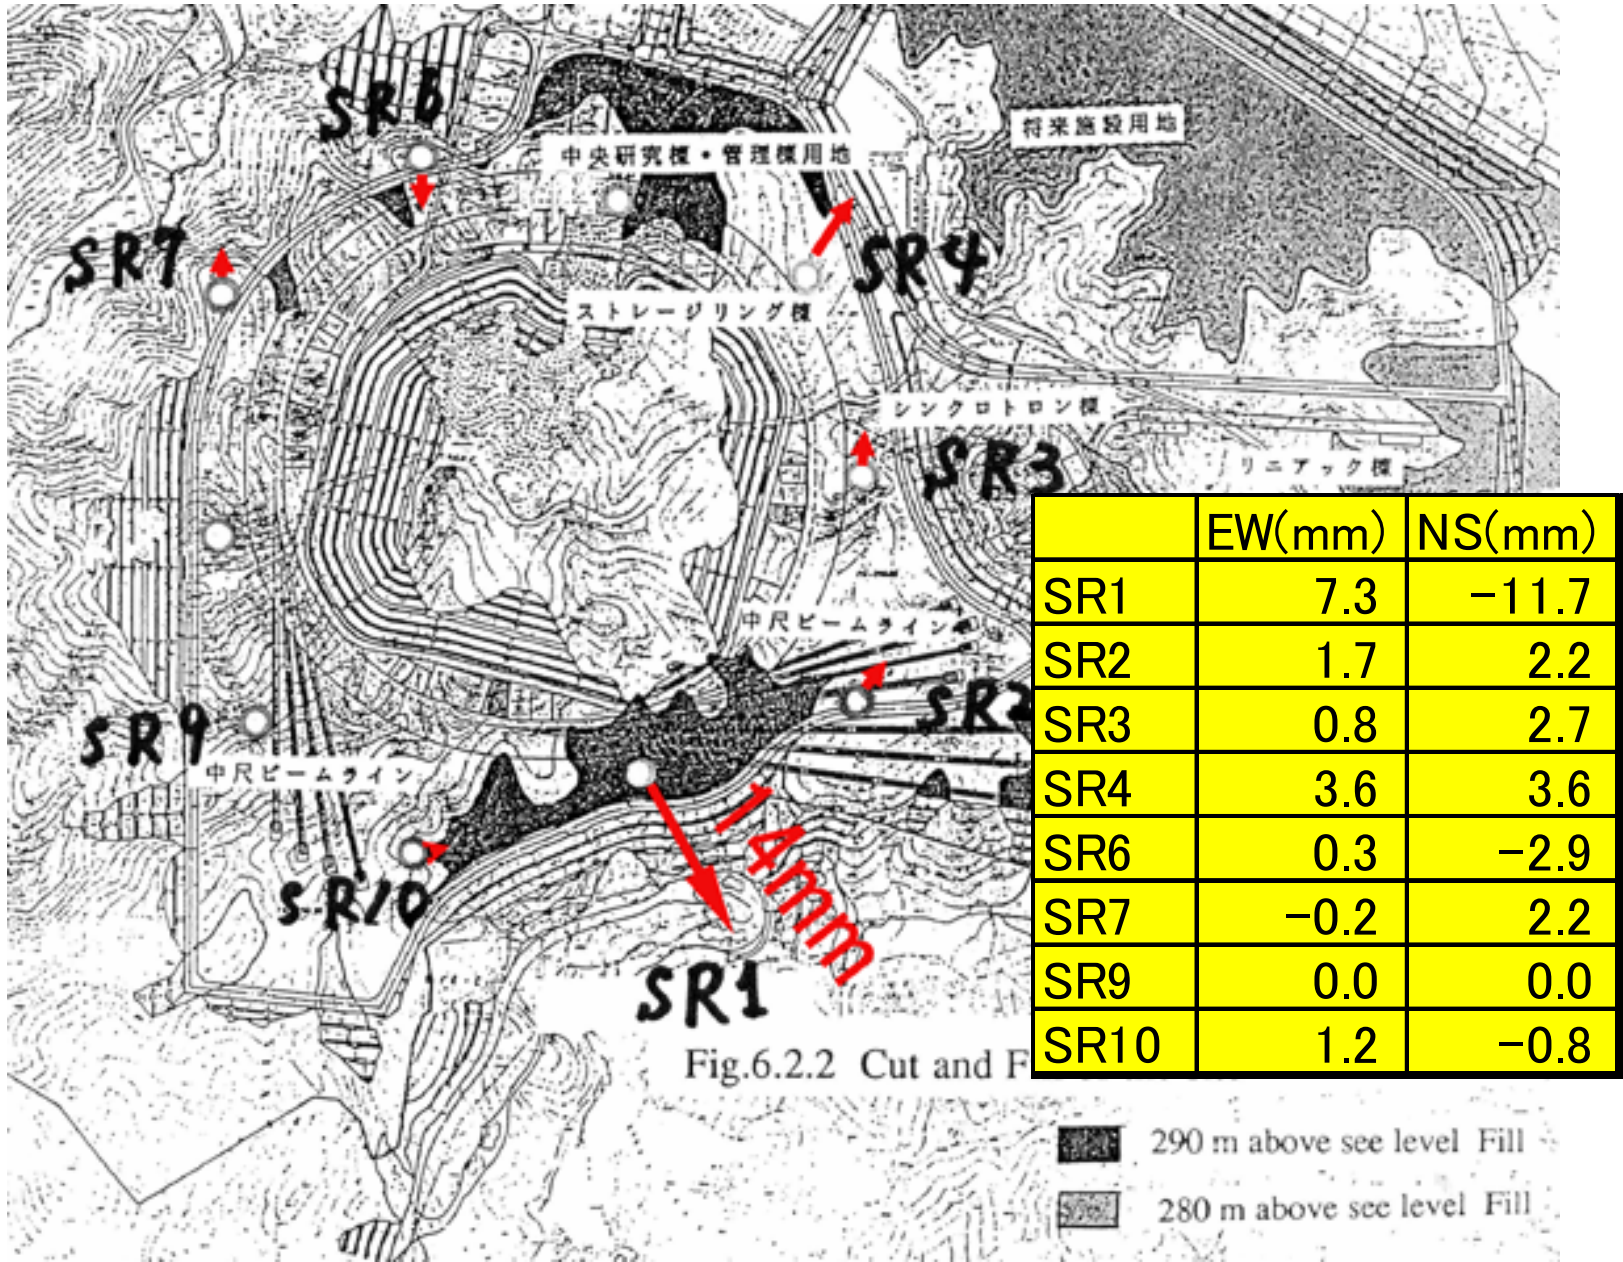 SR6
将来施設用地
中央研究棟・管理棟用地
SR7
SR4
ストレージリング棟
シンクロトロン棟
SR3
リニアック棟
EW(mm) NS(mm)
SR1 7.3 −11.7
SR2 1.7 2.2
SR3 0.8 2.7
SR4 3.6 3.6
SR6 0.3 −2.9
SR7 −0.2 2.2
SR9 0.0 0.0
SR10 1.2 −0.8
中尺ビームライン
SR2
SR9
中尺ビームライン
14mm
SR10
SR1
Fig.6.2.2 Cut and
290 m above see level Fill
280 m above see level Fill